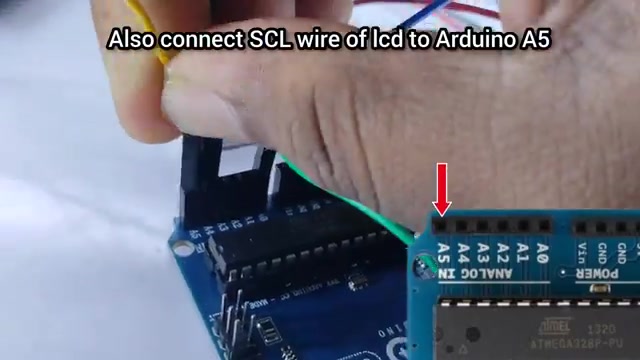 Also connect SCL wire of lcd to Arduino A5
A5 A4 A3 A2 A1 A0
Vin GND GND
ANALOG IN
POWER
ATMEL 1320
ATMEGA328P-PU